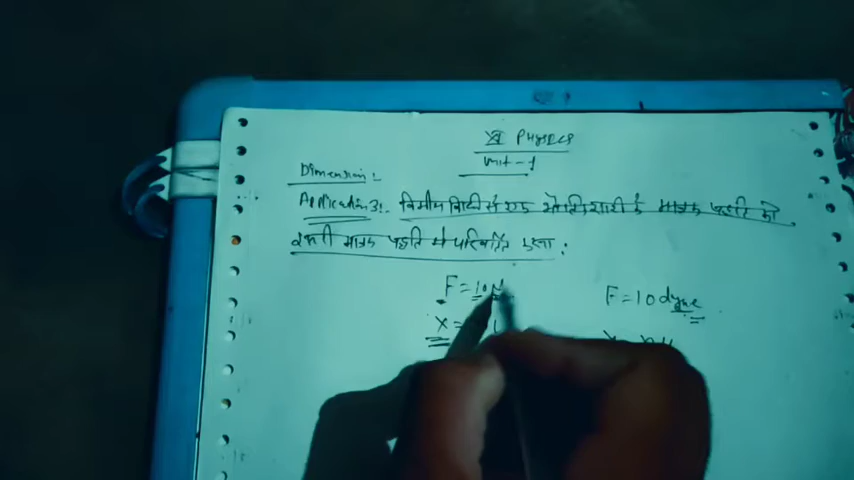 XI PHYSICS
Unit - 1
Dimension :-
Application 3:- विमीय विधि से एक भौतिक राशि के मात्रक पद्धति को
दूसरी मात्रक पद्धति में परिवर्तित करना :
F = 10 N F = 10 dyne
X =